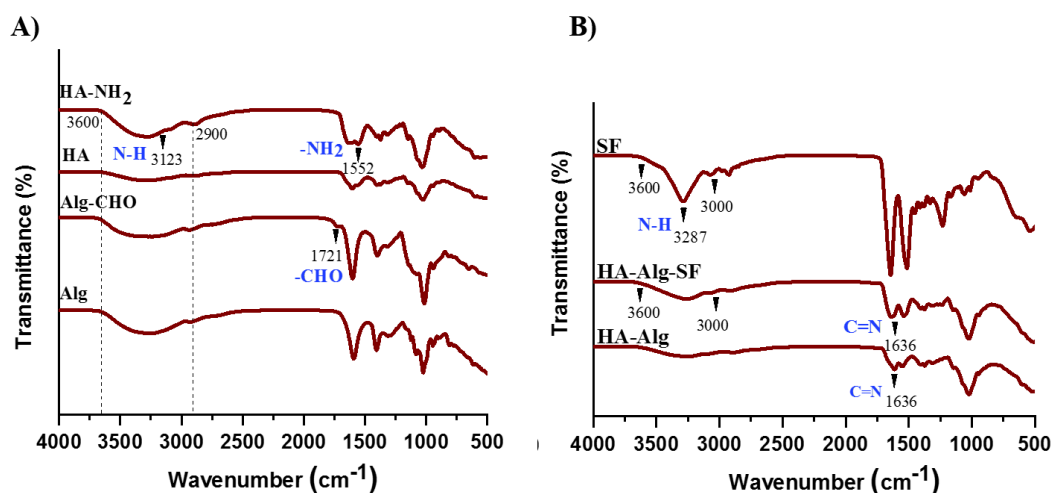 A)
HA-NH2
3600
2900
N-H 3123
-NH2
1552
HA
Alg-CHO
1721
-CHO
Alg
Transmittance (%)
4000 3500 3000 2500 2000 1500 1000 500
Wavenumber (cm-1)
B)
SF
3600
3000
N-H
3287
HA-Alg-SF
3600
3000
C=N
1636
HA-Alg
C=N
1636
Transmittance (%)
4000 3500 3000 2500 2000 1500 1000 500
Wavenumber (cm-1)